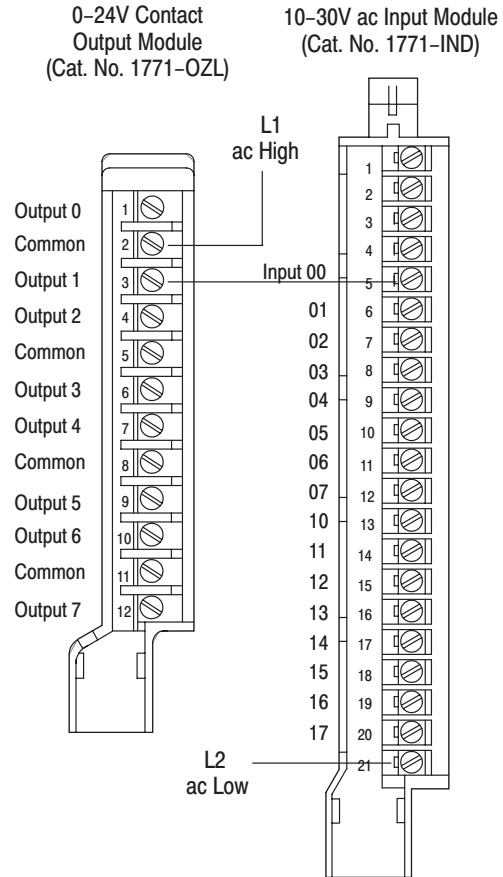 0–24V Contact
Output Module
(Cat. No. 1771–OZL)
10–30V ac Input Module
(Cat. No. 1771–IND)
L1
ac High
Output 0
Common
Output 1
Output 2
Common
Output 3
Output 4
Common
Output 5
Output 6
Common
Output 7
1
2
3
4
5
6
7
8
9
10
11
12
Input 00
01
02
03
04
05
06
07
10
11
12
13
14
15
16
17
1
2
3
4
5
6
7
8
9
10
11
12
13
14
15
16
17
18
19
20
21
L2
ac Low